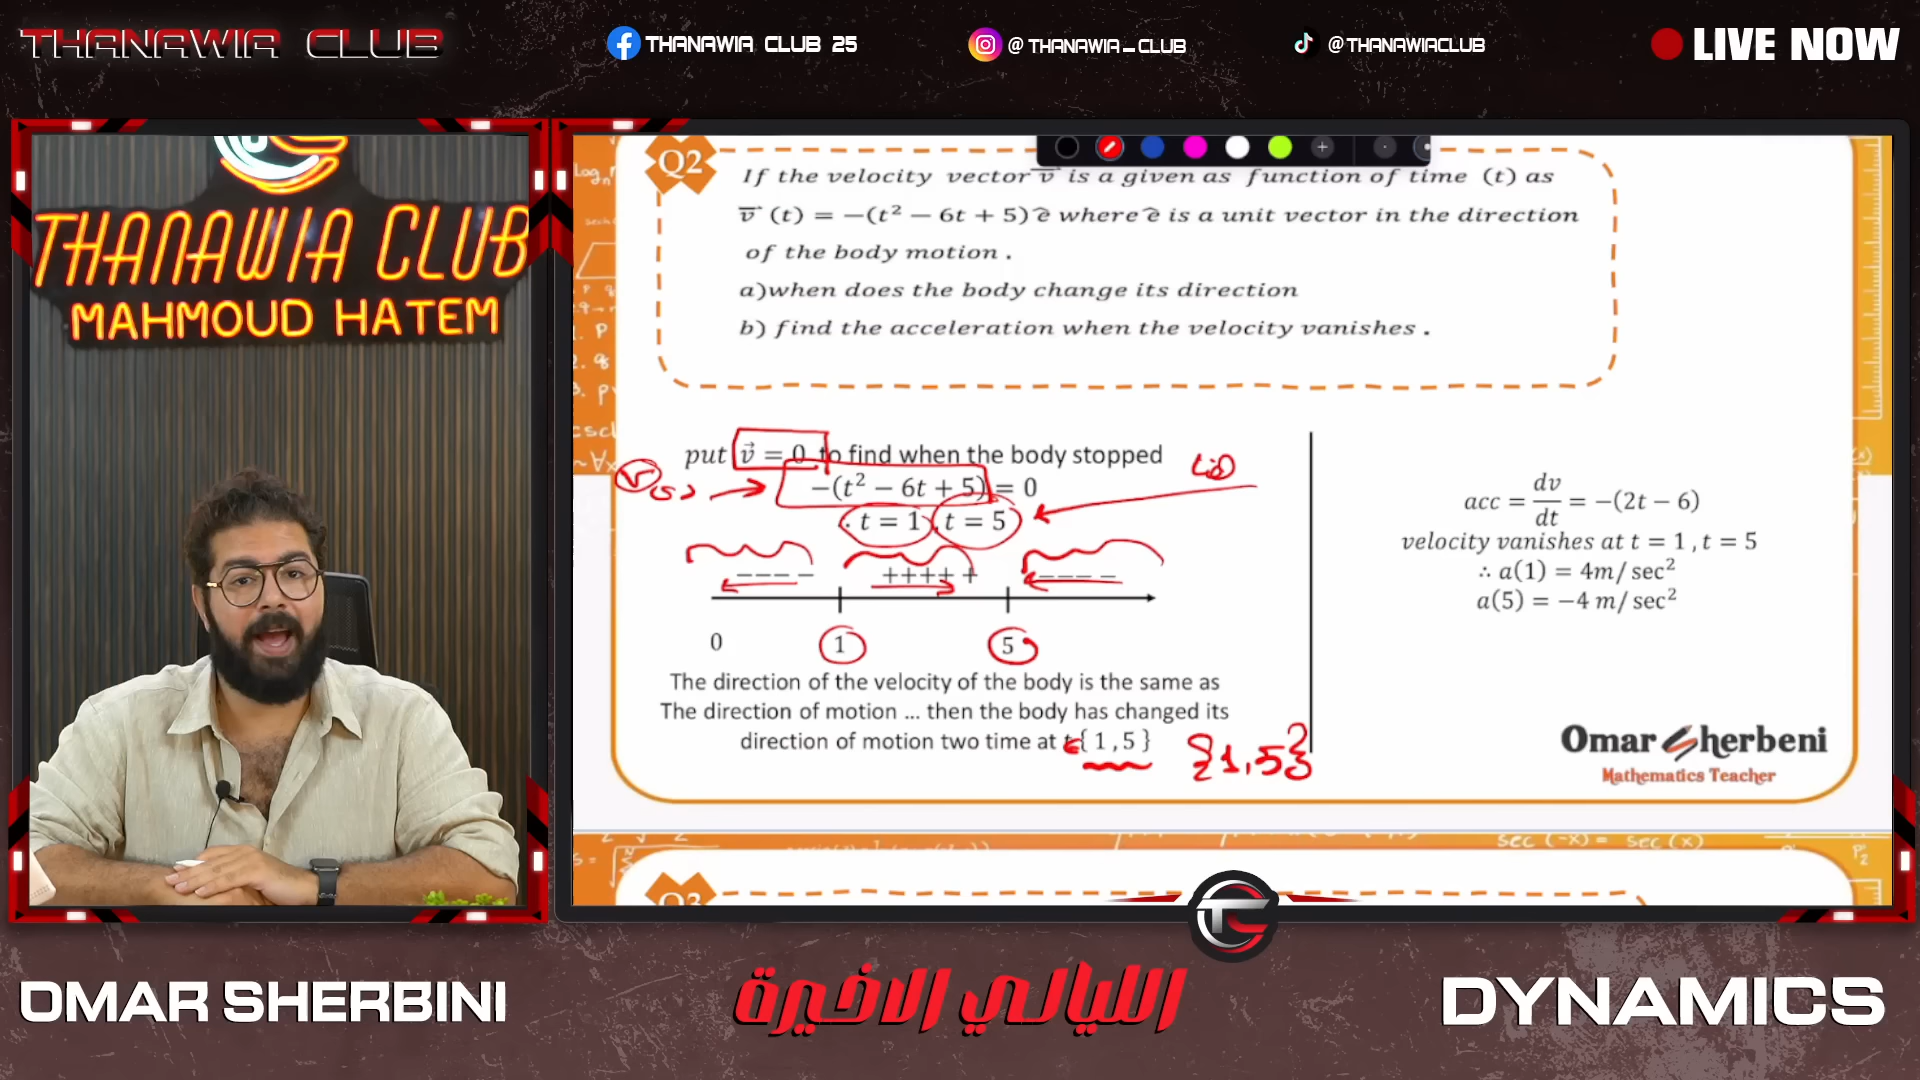 THANAWIA CLUB
THANAWIA CLUB 25
@ THANAWIA_CLUB
@THANAWIACLUB
LIVE NOW
THANAWIA CLUB
MAHMOUD HATEM
Q2
If the velocity vector v⃗ is a given as function of time (t) as
v⃗ (t) = −(t² − 6t + 5) ê where ê is a unit vector in the direction
of the body motion .
a)when does the body change its direction
b) find the acceleration when the velocity vanishes .
put v⃗ = 0 to find when the body stopped
−(t² − 6t + 5) = 0
t = 1, t = 5
− − − − −
+++++
− − − − −
0 1 5
The direction of the velocity of the body is the same as
The direction of motion ... then the body has changed its
direction of motion two time at t { 1 , 5 }
{1,5}
acc = dv/dt = −(2t − 6)
velocity vanishes at t = 1 , t = 5
∴ a(1) = 4m/ sec²
a(5) = −4 m/ sec²
Omar Sherbeni
Mathematics Teacher
sec (-x) = sec (x)
Q3
TC
OMAR SHERBINI
الليالي الاخيرة
DYNAMICS